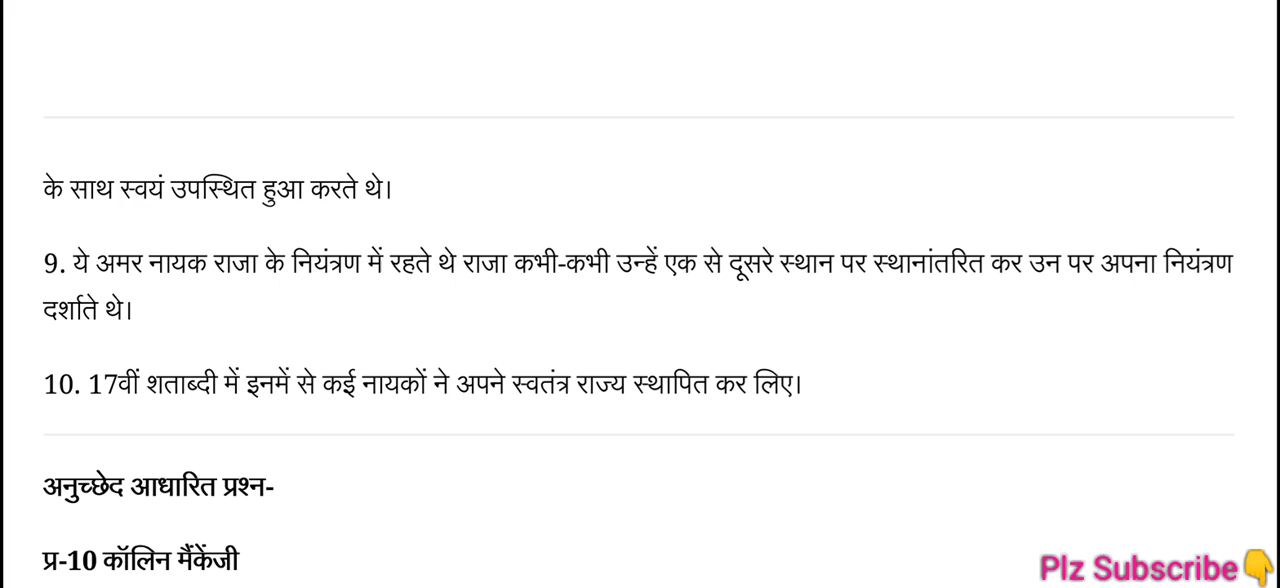 के साथ स्वयं उपस्थित हुआ करते थे।
9. ये अमर नायक राजा के नियंत्रण में रहते थे राजा कभी-कभी उन्हें एक से दूसरे स्थान पर स्थानांतरित कर उन पर अपना नियंत्रण
दर्शाते थे।
10. 17वीं शताब्दी में इनमें से कई नायकों ने अपने स्वतंत्र राज्य स्थापित कर लिए।
अनुच्छेद आधारित प्रश्न-
प्र-10 कॉलिन मैंकेंजी
Plz Subscribe👇